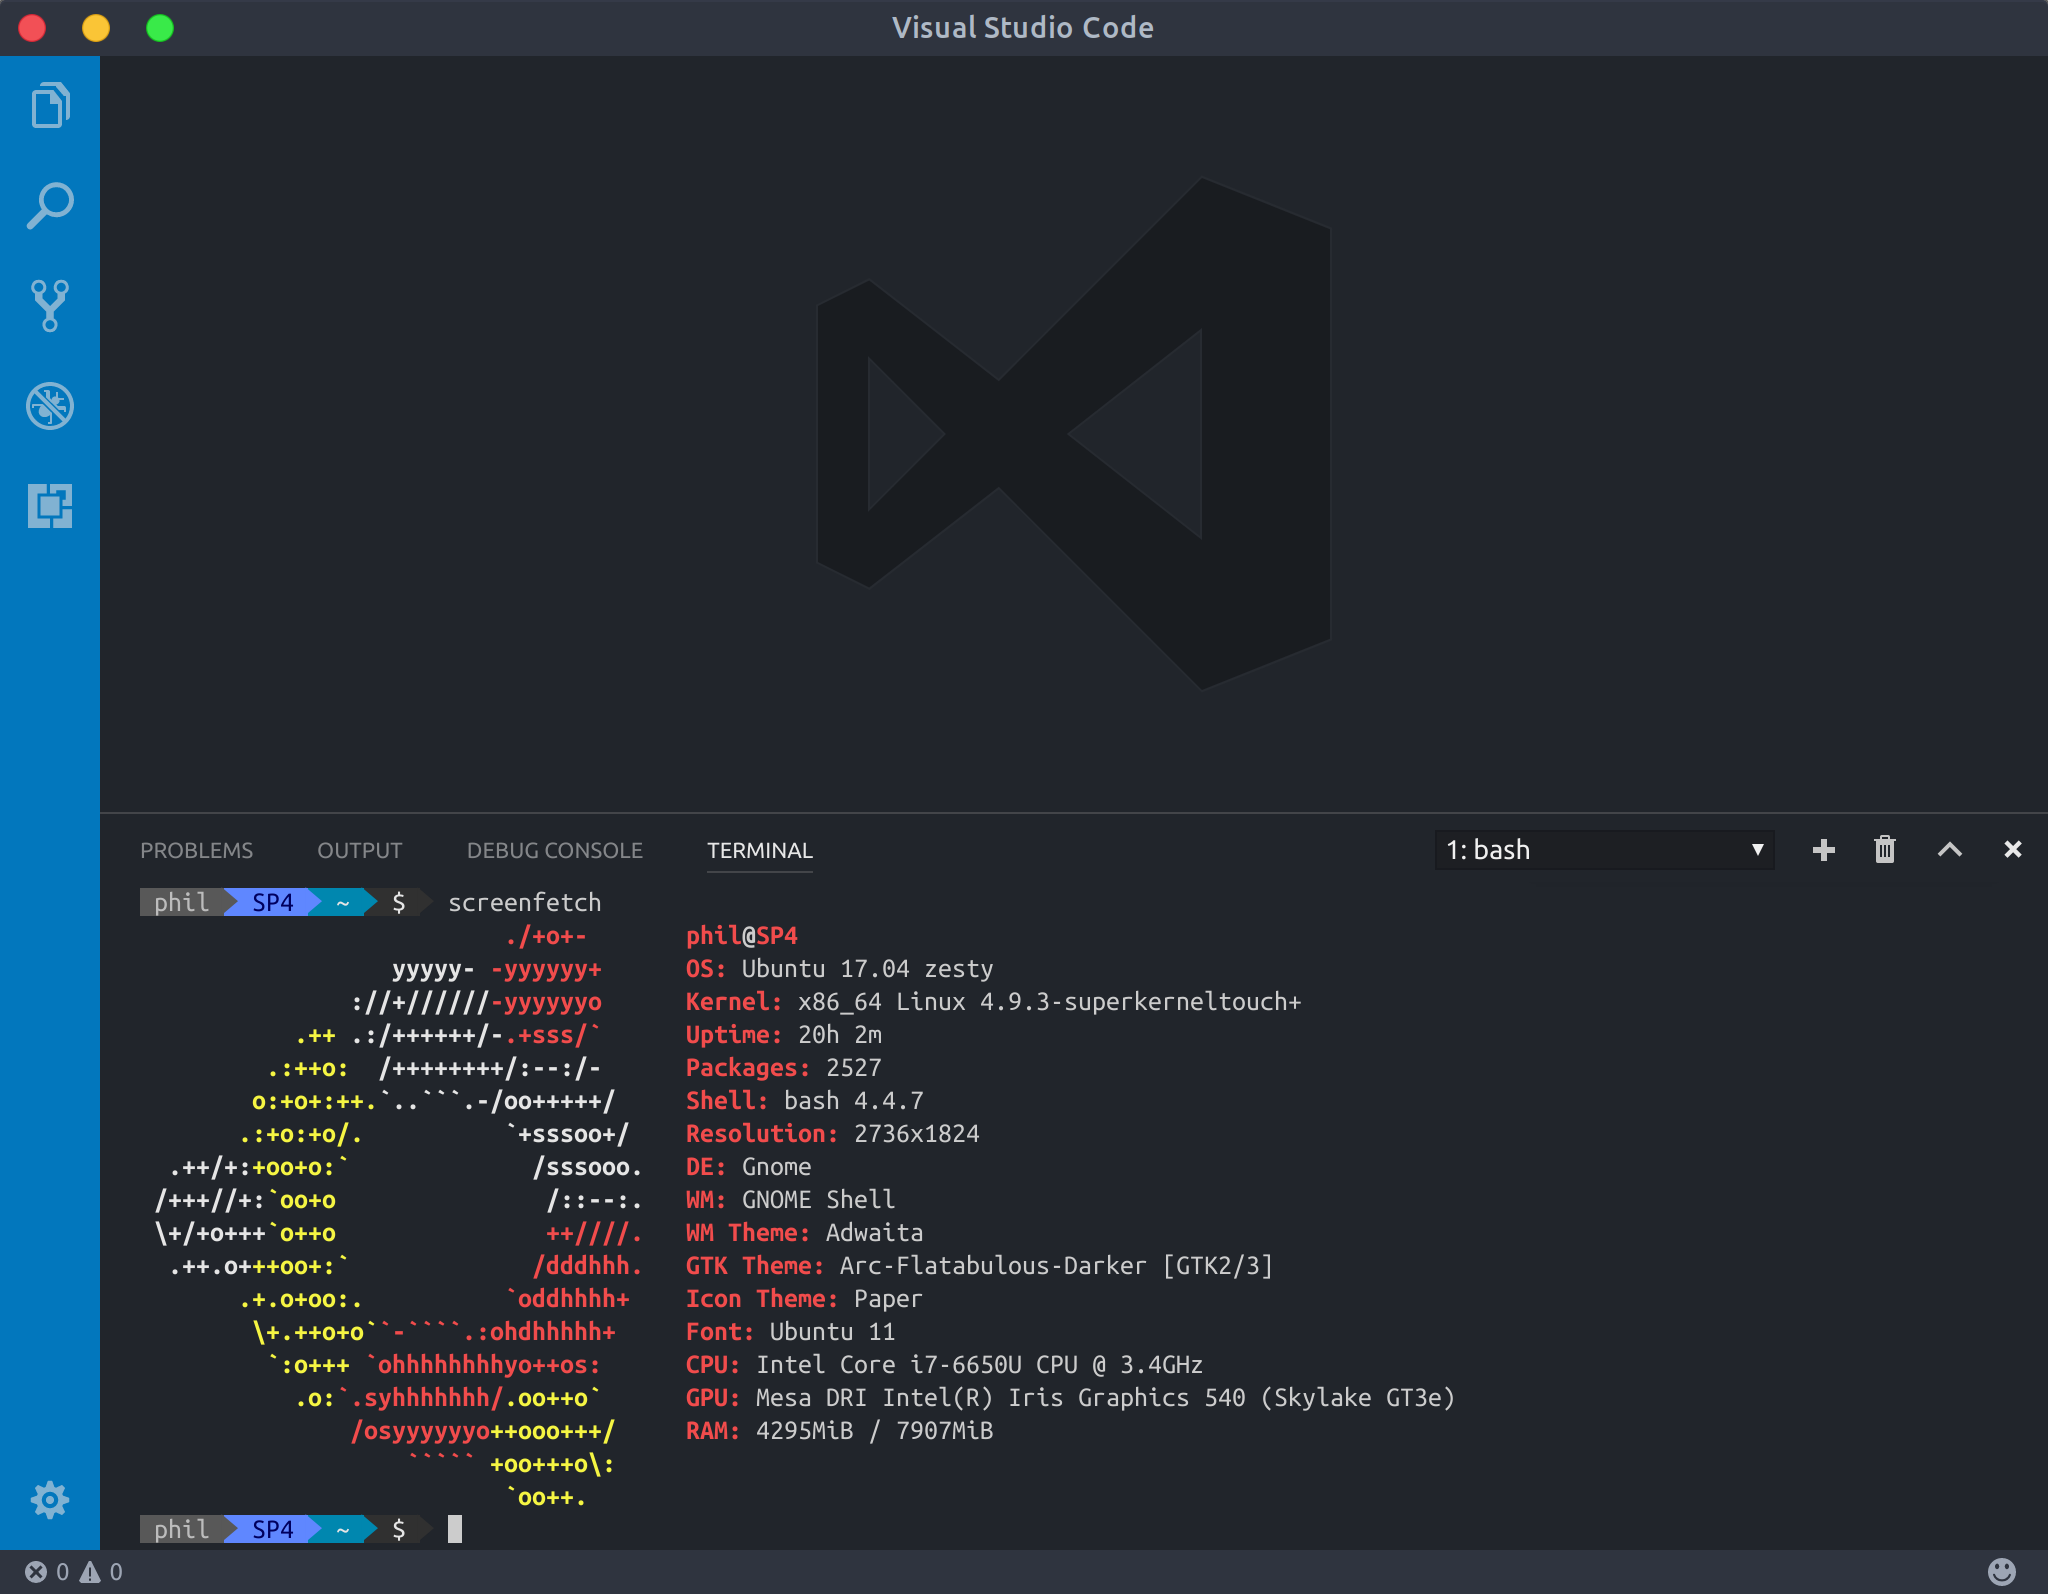 Visual Studio Code
PROBLEMS OUTPUT DEBUG CONSOLE TERMINAL 1: bash
phil SP4 ~ $ screenfetch
./+o+- phil@SP4
yyyyy- -yyyyyy+ OS: Ubuntu 17.04 zesty
://+//////-yyyyyyo Kernel: x86_64 Linux 4.9.3-superkerneltouch+
.++ .:/++++++/-.+sss/` Uptime: 20h 2m
.:++o: /++++++++/:--:/- Packages: 2527
o:+o+:++.`..```.-/oo+++++/ Shell: bash 4.4.7
.:+o:+o/. `+sssoo+/ Resolution: 2736x1824
.++/+:+oo+o:` /sssooo. DE: Gnome
/+++//+:`oo+o /::--:. WM: GNOME Shell
\+/+o+++`o++o ++////. WM Theme: Adwaita
.++.o+++oo+:` /dddhhh. GTK Theme: Arc-Flatabulous-Darker [GTK2/3]
.+.o+oo:. `oddhhhh+ Icon Theme: Paper
\+.++o+o``-````.:ohdhhhhh+ Font: Ubuntu 11
`:o+++ `ohhhhhhhhyo++os: CPU: Intel Core i7-6650U CPU @ 3.4GHz
.o:`.syhhhhhhh/.oo++o` GPU: Mesa DRI Intel(R) Iris Graphics 540 (Skylake GT3e)
/osyyyyyyo++ooo+++/ RAM: 4295MiB / 7907MiB
````` +oo+++o\:
`oo++.
phil SP4 ~ $
0 0